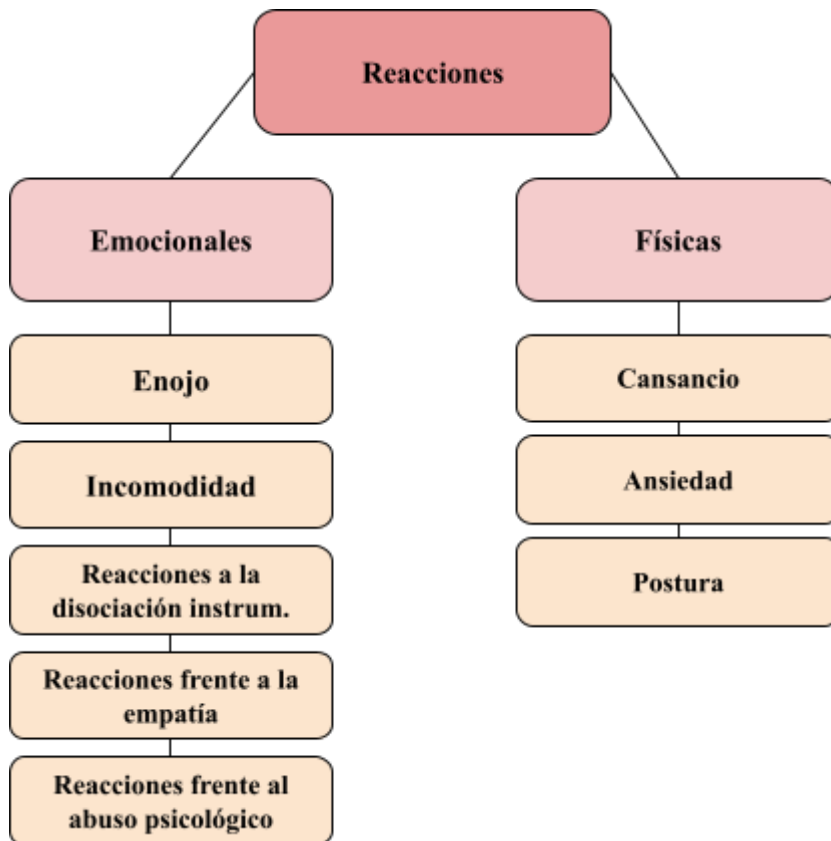 Reacciones
Emocionales
Físicas
Enojo
Cansancio
Incomodidad
Ansiedad
Reacciones a la
disociación instrum.
Postura
Reacciones frente a la
empatía
Reacciones frente al
abuso psicológico